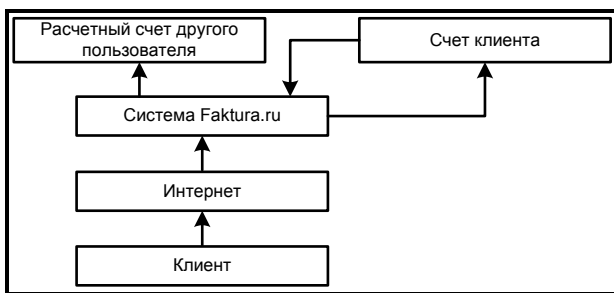 Расчетный счет другого
пользователя
Счет клиента
Система Faktura.ru
Интернет
Клиент